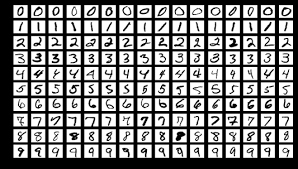 0 0 0 0 0 0 0 0 0 0 0 0 0 0 0 0
1 1 1 1 1 1 1 1 1 1 1 1 1 1 1 1
2 2 2 2 2 2 2 2 2 2 2 2 2 2 2 2
3 3 3 3 3 3 3 3 3 3 3 3 3 3 3 3
4 4 4 4 4 4 4 4 4 4 4 4 4 4 4 4
5 5 5 5 5 5 5 5 5 5 5 5 5 5 5 5
6 6 6 6 6 6 6 6 6 6 6 6 6 6 6 6
7 7 7 7 7 7 7 7 7 7 7 7 7 7 7 7
8 8 8 8 8 8 8 8 8 8 8 8 8 8 8 8
9 9 9 9 9 9 9 9 9 9 9 9 9 9 9 9